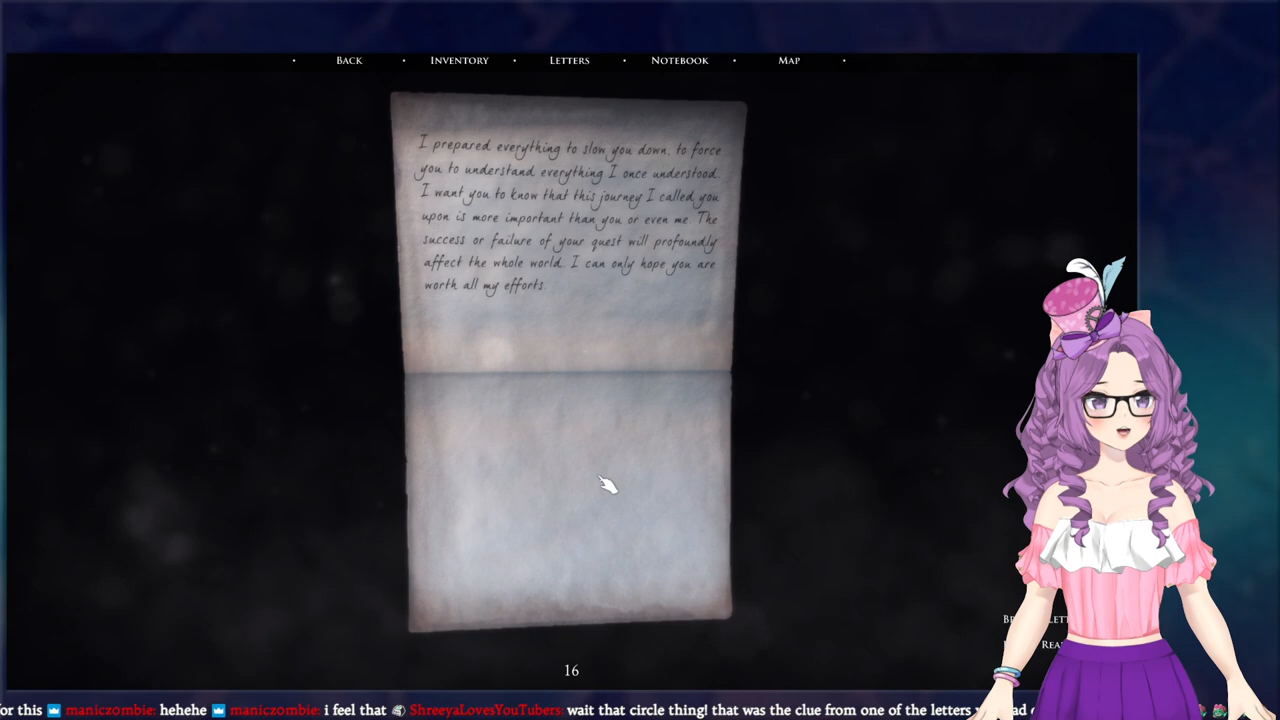 BACK INVENTORY LETTERS NOTEBOOK MAP
I prepared everything to slow you down, to force
you to understand everything I once understood.
I want you to know that this journey I called you
upon is more important than you or even me. The
success or failure of your quest will profoundly
affect the whole world. I can only hope you are
worth all my efforts
16
or this maniczombie: hehehe maniczombie: i feel that ShreeyaLovesYouTubers: wait that circle thing! that was the clue from one of the letters